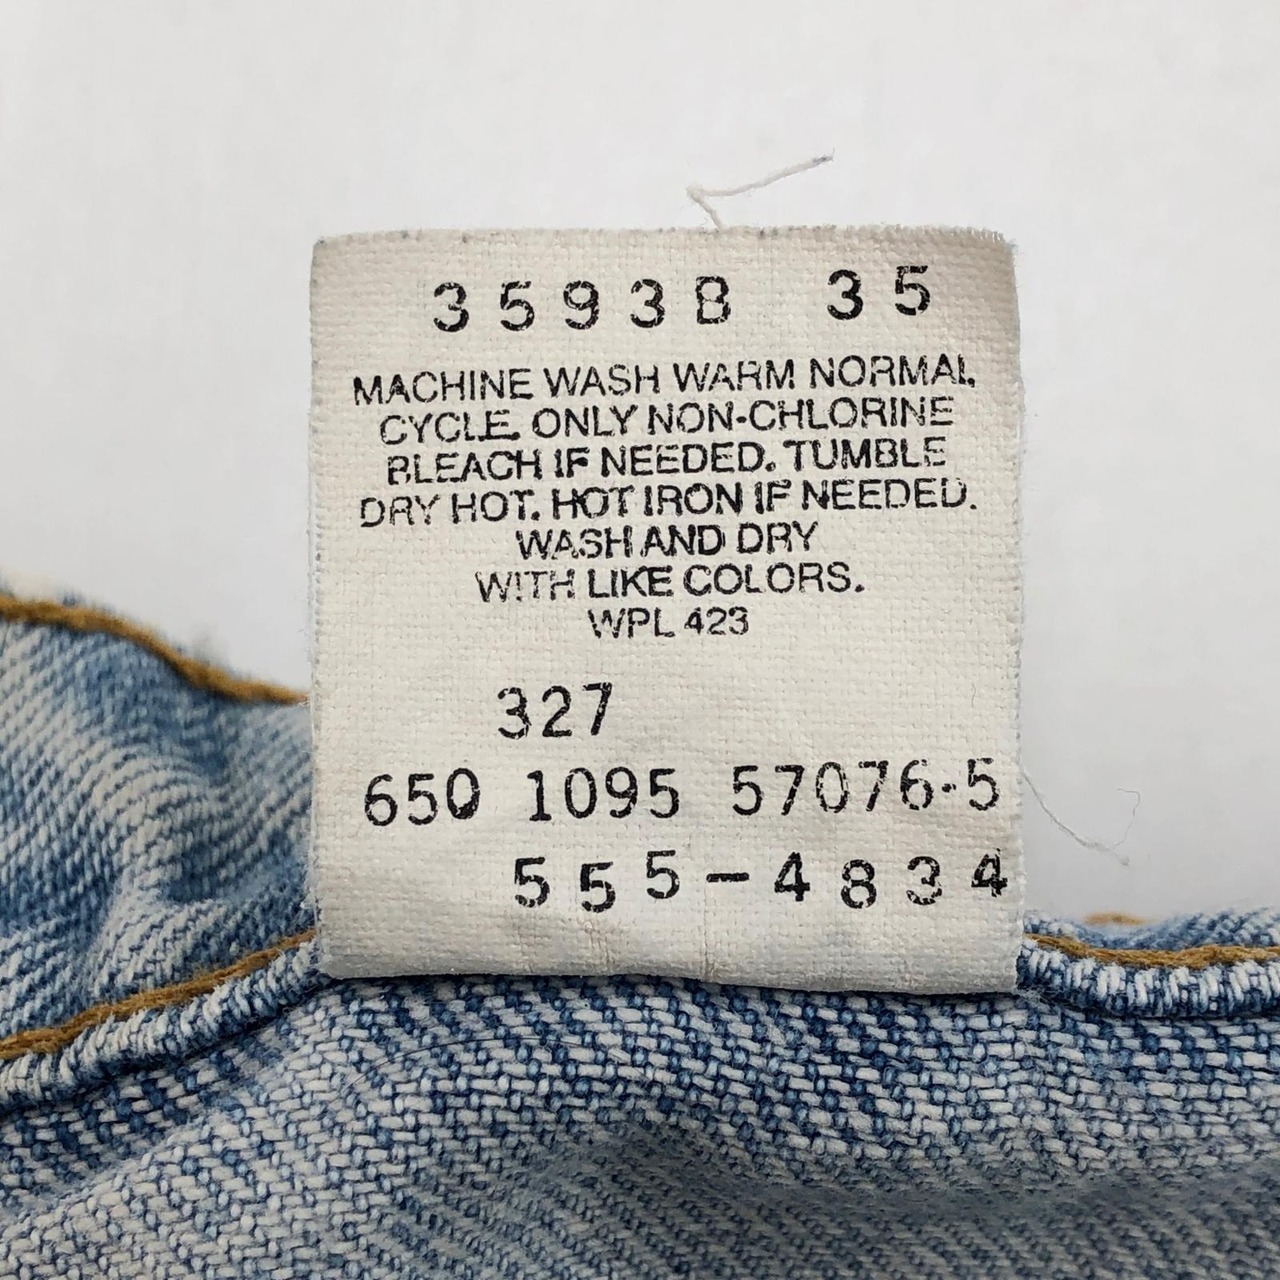 3593B 35
MACHINE WASH WARM NORMAL
CYCLE. ONLY NON-CHLORINE
BLEACH IF NEEDED. TUMBLE
DRY HOT. HOT IRON IF NEEDED.
WASH AND DRY
WITH LIKE COLORS.
WPL 423
327
650 1095 57076-5
555-4834